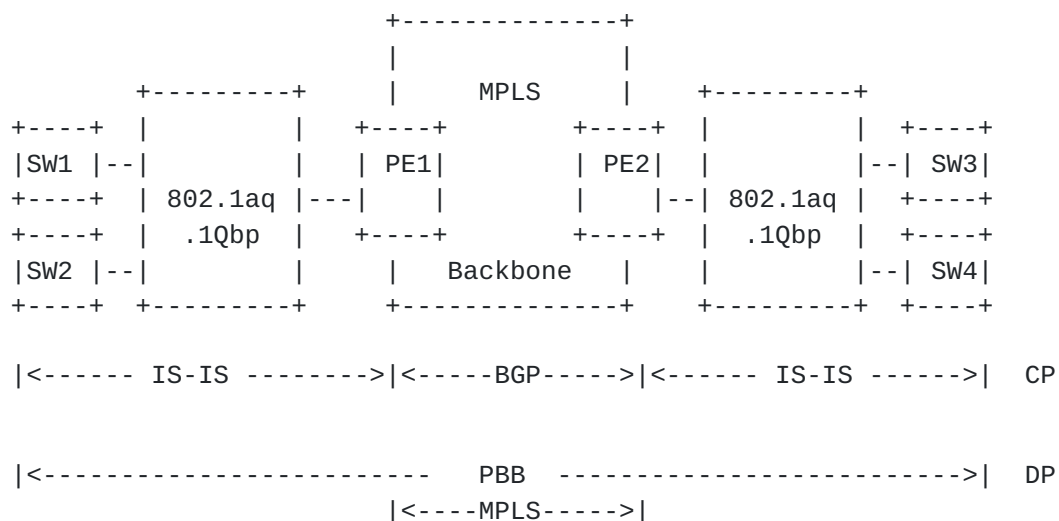 MPLS
SW1 PE1 PE2 SW3
802.1aq 802.1aq
.1Qbp .1Qbp
SW2 Backbone SW4
|<------ IS-IS -------->|<-----BGP----->|<------ IS-IS ------>| CP
|<------------------------- PBB -------------------------->| DP
|<----MPLS----->|